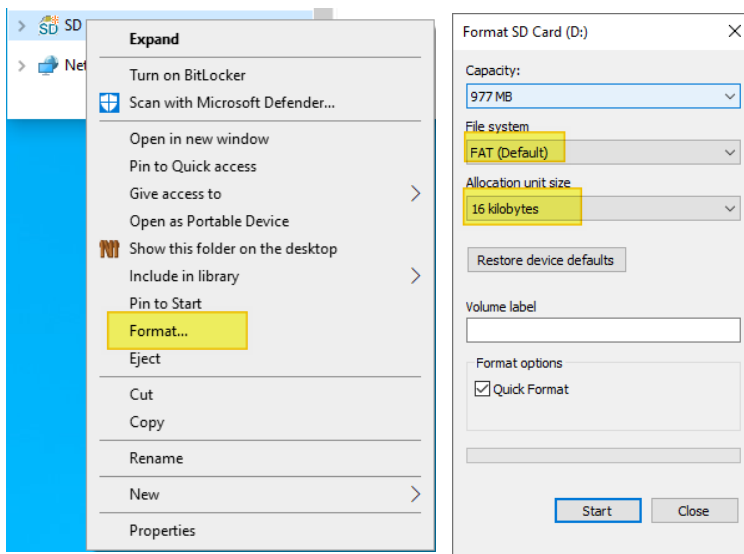 SD
SD
Net
Expand
Turn on BitLocker
Scan with Microsoft Defender...
Open in new window
Pin to Quick access
Give access to
Open as Portable Device
Show this folder on the desktop
Include in library
Pin to Start
Format...
Eject
Cut
Copy
Rename
New
Properties
Format SD Card (D:)
Capacity:
977 MB
File system
FAT (Default)
Allocation unit size
16 kilobytes
Restore device defaults
Volume label
Format options
Quick Format
Start
Close